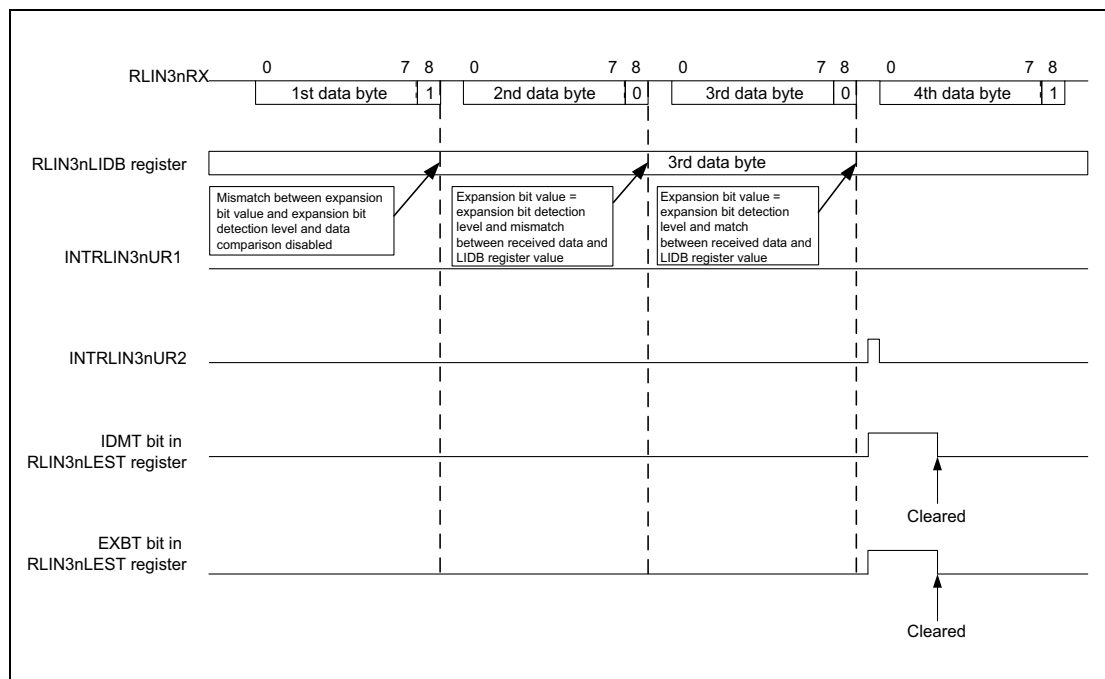 0 7 8 0 7 8 0 7 8 0 7 8
RLIN3nRX
1st data byte 1 2nd data byte 0 3rd data byte 0 4th data byte 1
RLIN3nLIDB register
3rd data byte
Mismatch between expansion
bit value and expansion bit
detection level and data
comparison disabled
Expansion bit value =
expansion bit detection
level and mismatch
between received data and
LIDB register value
Expansion bit value =
expansion bit detection
level and match
between received data and
LIDB register value
INTRLIN3nUR1
INTRLIN3nUR2
IDMT bit in
RLIN3nLEST register
Cleared
EXBT bit in
RLIN3nLEST register
Cleared